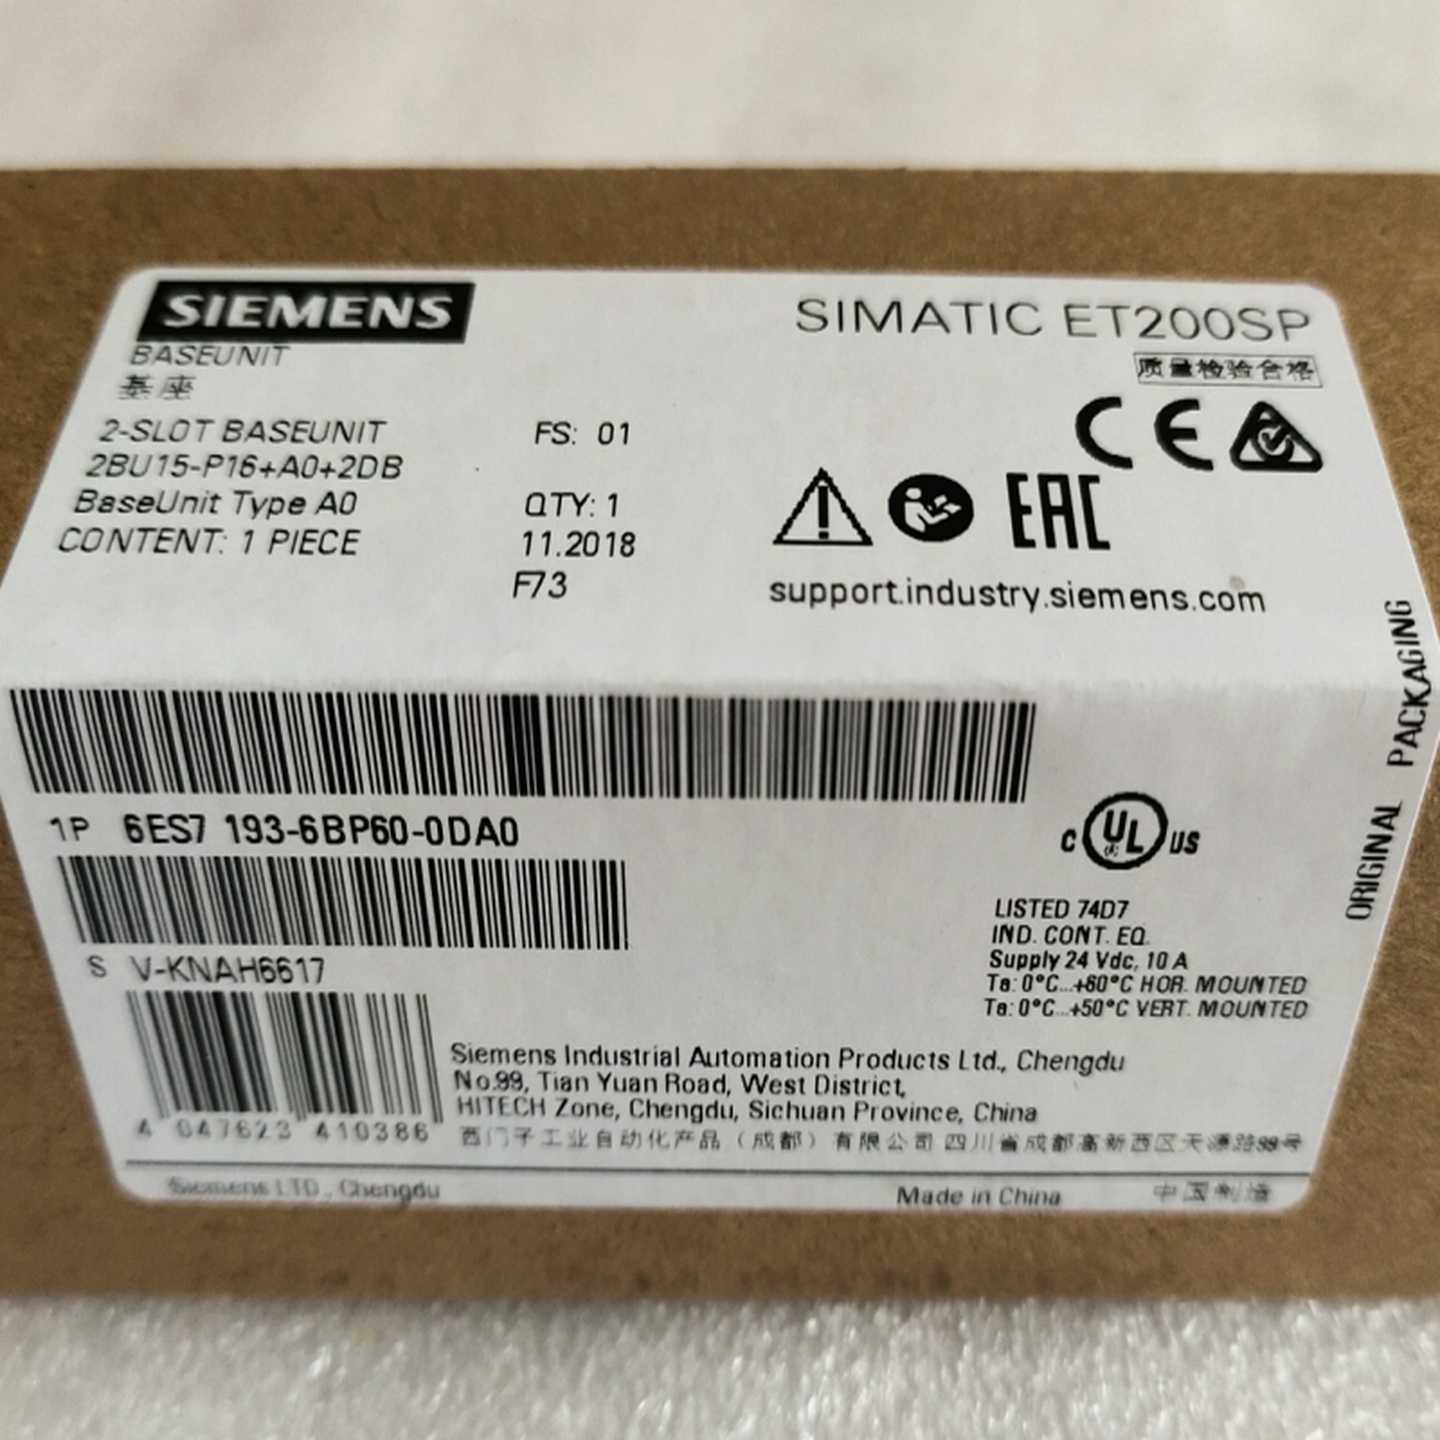 SIEMENS
SIMATIC ET200SP
BASEUNIT
基座
质量检验合格
2-SLOT BASEUNIT
FS: 01
2BU15-P16+A0+2DB
BaseUnit Type A0
QTY: 1
CONTENT: 1 PIECE
11.2018
F73
CE
EAC
support.industry.siemens.com
ORIGINAL PACKAGING
1P 6ES7 193-6BP60-0DA0
C UL US
LISTED 74D7
IND. CONT. EQ.
Supply 24 Vdc, 10 A
Ta: 0°C...+60°C HOR. MOUNTED
Ta: 0°C...+50°C VERT. MOUNTED
S V-KNAH6617
4 047623 410386
Siemens Industrial Automation Products Ltd., Chengdu
No.99, Tian Yuan Road, West District,
HITECH Zone, Chengdu, Sichuan Province, China
西门子工业自动化产品（成都）有限公司 四川省成都高新西区天源路99号
Siemens LTD., Chengdu
Made in China
中国制造